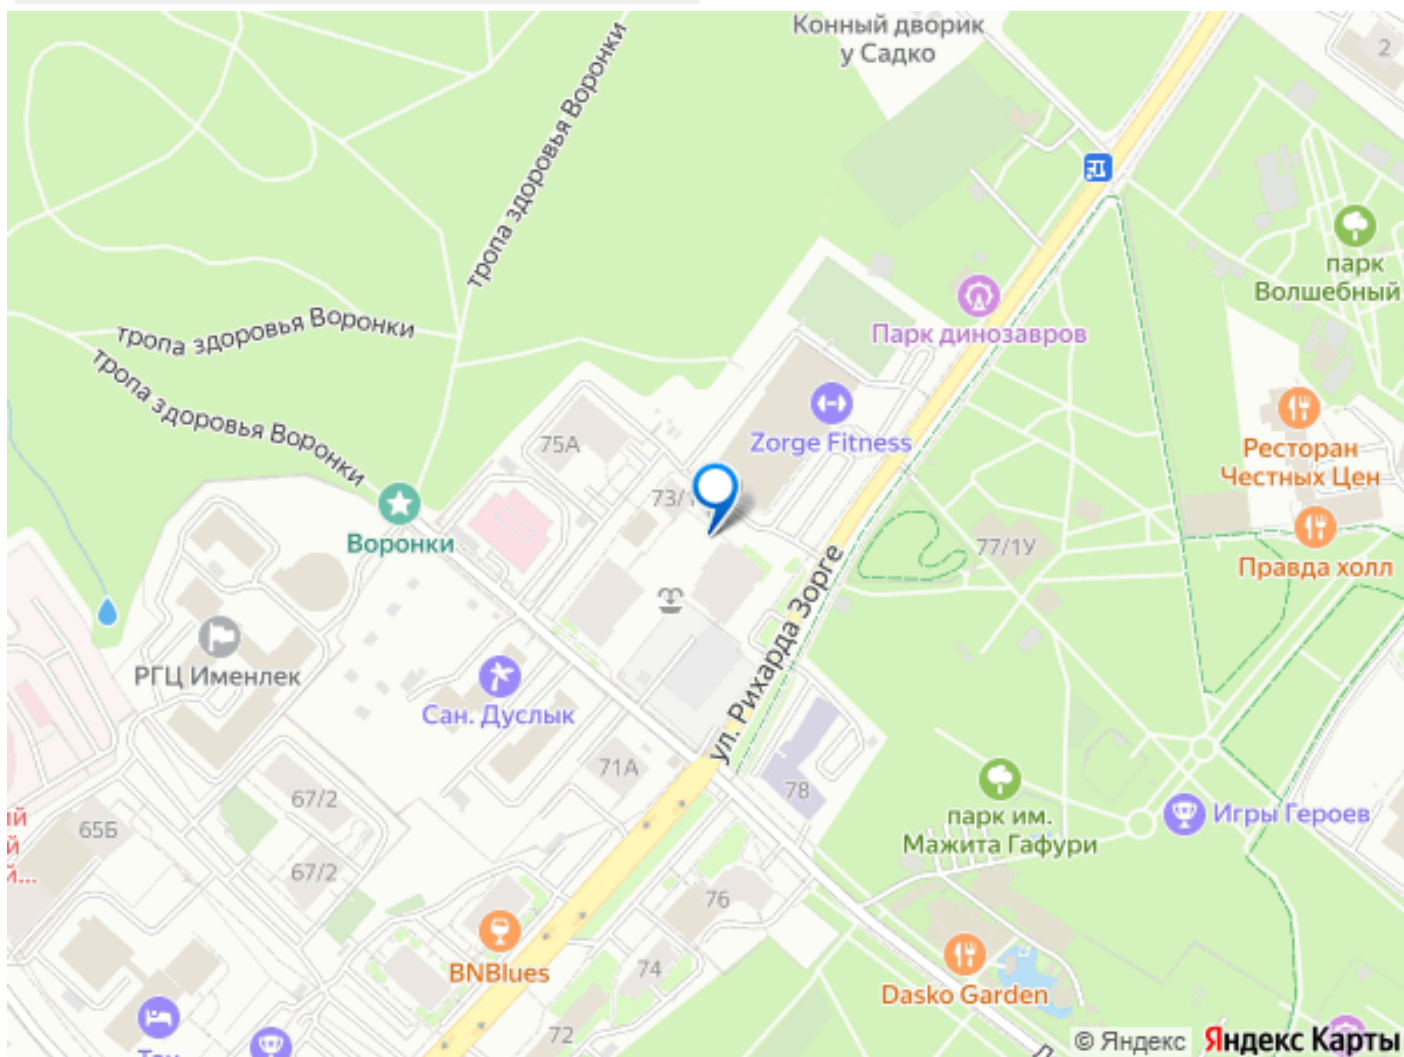 Конный дворик
у Садко
2
тропа здоровья Воронки
парк
Волшебный
тропа здоровья Воронки
Парк динозавров
тропа здоровья Воронки
75А
Zorge Fitness
Ресторан
Честных Цен
73/1
Воронки
77/1У
Правда холл
ул. Рихарда Зорге
РГЦ Именлек
Сан. Дуслык
71А
78
67/2
парк им.
Мажита Гафури
Игры Героев
ий
й
й...
65Б
67/2
76
BNBlues
74
Dasko Garden
72
© Яндекс Яндекс Карты